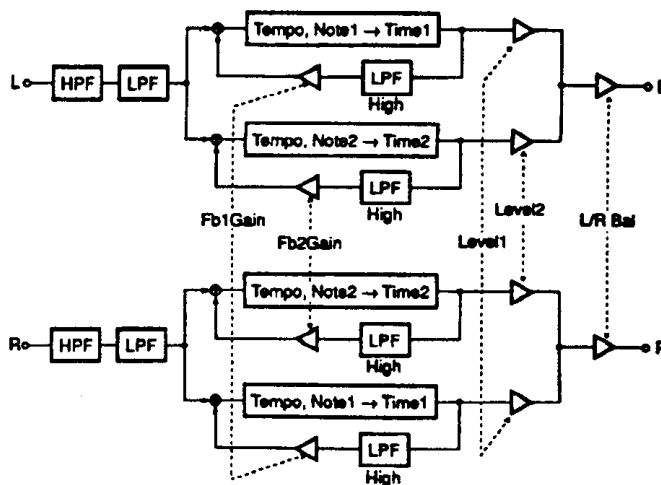 Tempo, Note1 → Time1
L
HPF
LPF
LPF
High
Tempo, Note2 → Time2
LPF
High
Fb1Gain
Fb2Gain
Level1
Level2
L/R Bal
Tempo, Note2 → Time2
R
HPF
LPF
LPF
High
Tempo, Note1 → Time1
LPF
High